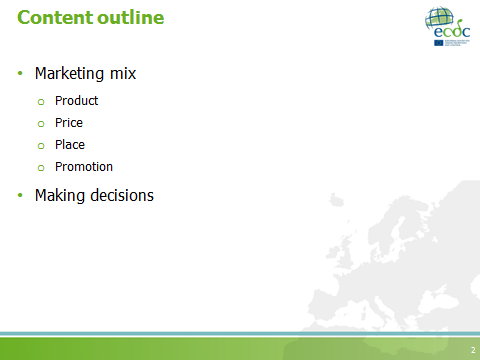 Content outline
ecdc
• Marketing mix
o Product
o Price
o Place
o Promotion
• Making decisions
2